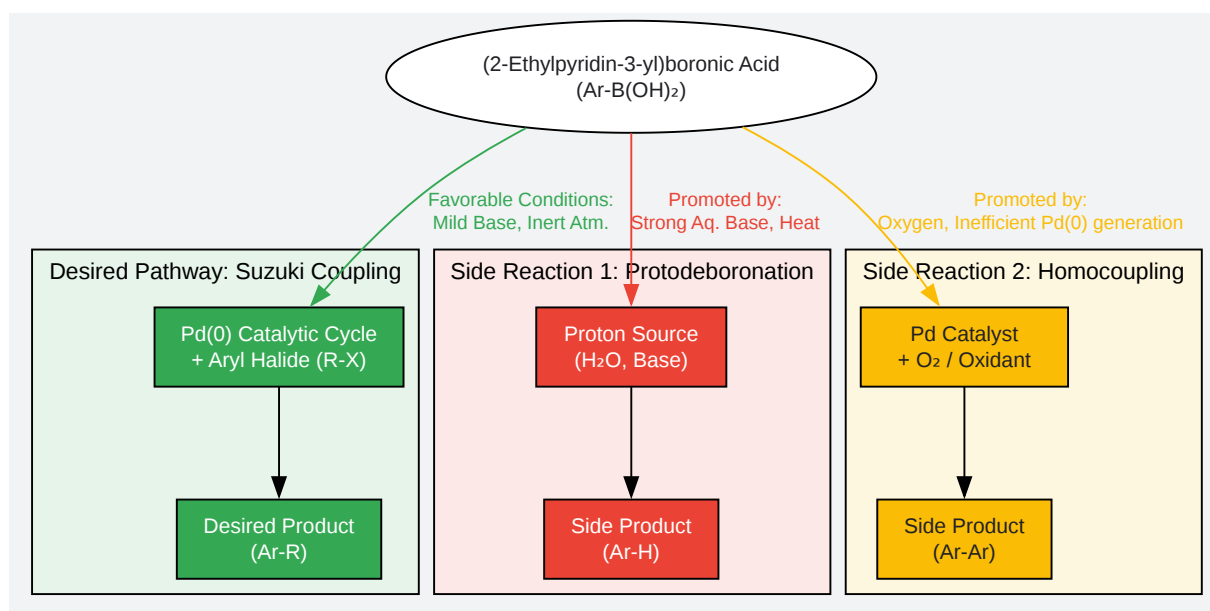 (2-Ethylpyridin-3-yl)boronic Acid
(Ar-B(OH)₂)
Favorable Conditions:
Mild Base, Inert Atm.
Promoted by:
Strong Aq. Base, Heat
Promoted by:
Oxygen, Inefficient Pd(0) generation
Desired Pathway: Suzuki Coupling
Pd(0) Catalytic Cycle
+ Aryl Halide (R-X)
Desired Product
(Ar-R)
Side Reaction 1: Protodeboronation
Proton Source
(H₂O, Base)
Side Product
(Ar-H)
Side Reaction 2: Homocoupling
Pd Catalyst
+ O₂ / Oxidant
Side Product
(Ar-Ar)